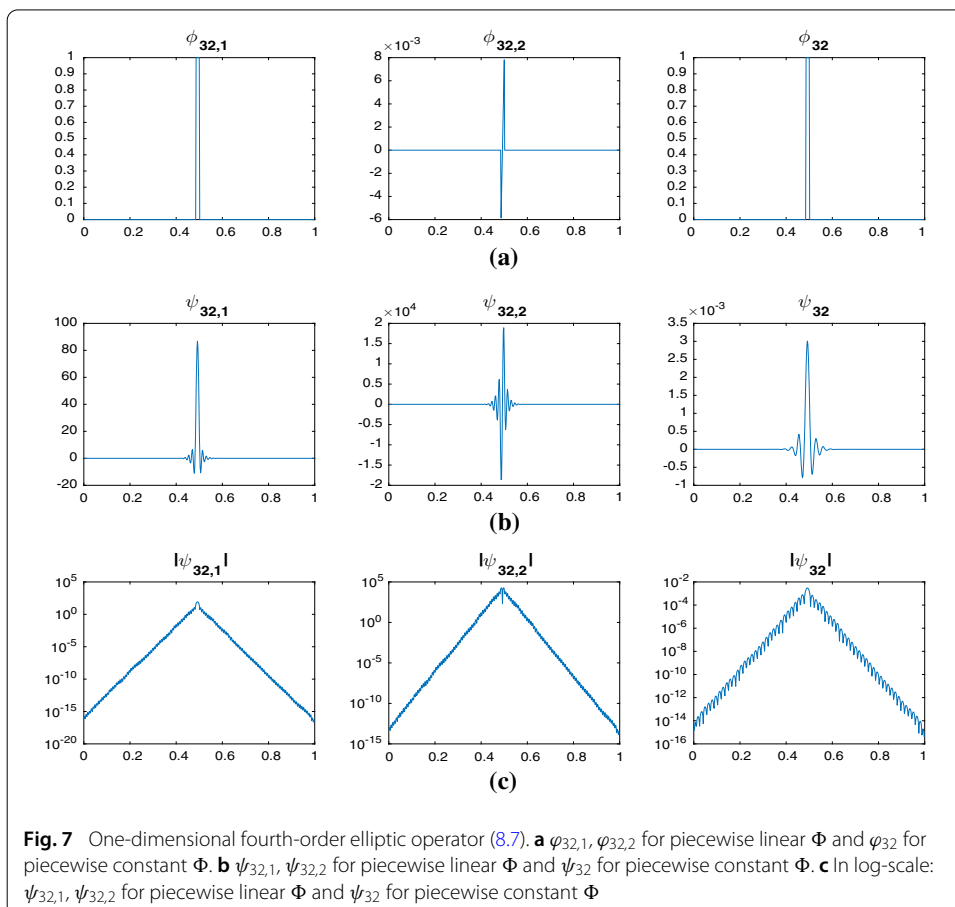 ϕ32,1 ϕ32,2 ϕ32
1 0.9 0.8 0.7 0.6 0.5 0.4 0.3 0.2 0.1 0
0 0.2 0.4 0.6 0.8 1
×10-3
8 6 4 2 0 -2 -4 -6
0 0.2 0.4 0.6 0.8 1
1 0.9 0.8 0.7 0.6 0.5 0.4 0.3 0.2 0.1 0
0 0.2 0.4 0.6 0.8 1
(a)
ψ32,1 ψ32,2 ψ32
100 80 60 40 20 0 -20
0 0.2 0.4 0.6 0.8 1
×104
2 1.5 1 0.5 0 -0.5 -1 -1.5 -2
0 0.2 0.4 0.6 0.8 1
×10-3
3.5 3 2.5 2 1.5 1 0.5 0 -0.5 -1
0 0.2 0.4 0.6 0.8 1
(b)
|ψ32,1| |ψ32,2| |ψ32|
105 100 10-5 10-10 10-15 10-20
0 0.2 0.4 0.6 0.8 1
105 100 10-5 10-10 10-15
0 0.2 0.4 0.6 0.8 1
10-2 10-4 10-6 10-8 10-10 10-12 10-14 10-16
0 0.2 0.4 0.6 0.8 1
(c)
Fig. 7 One-dimensional fourth-order elliptic operator (8.7). a φ32,1, φ32,2 for piecewise linear Φ and φ32 for
piecewise constant Φ. b ψ32,1, ψ32,2 for piecewise linear Φ and ψ32 for piecewise constant Φ. c In log-scale:
ψ32,1, ψ32,2 for piecewise linear Φ and ψ32 for piecewise constant Φ